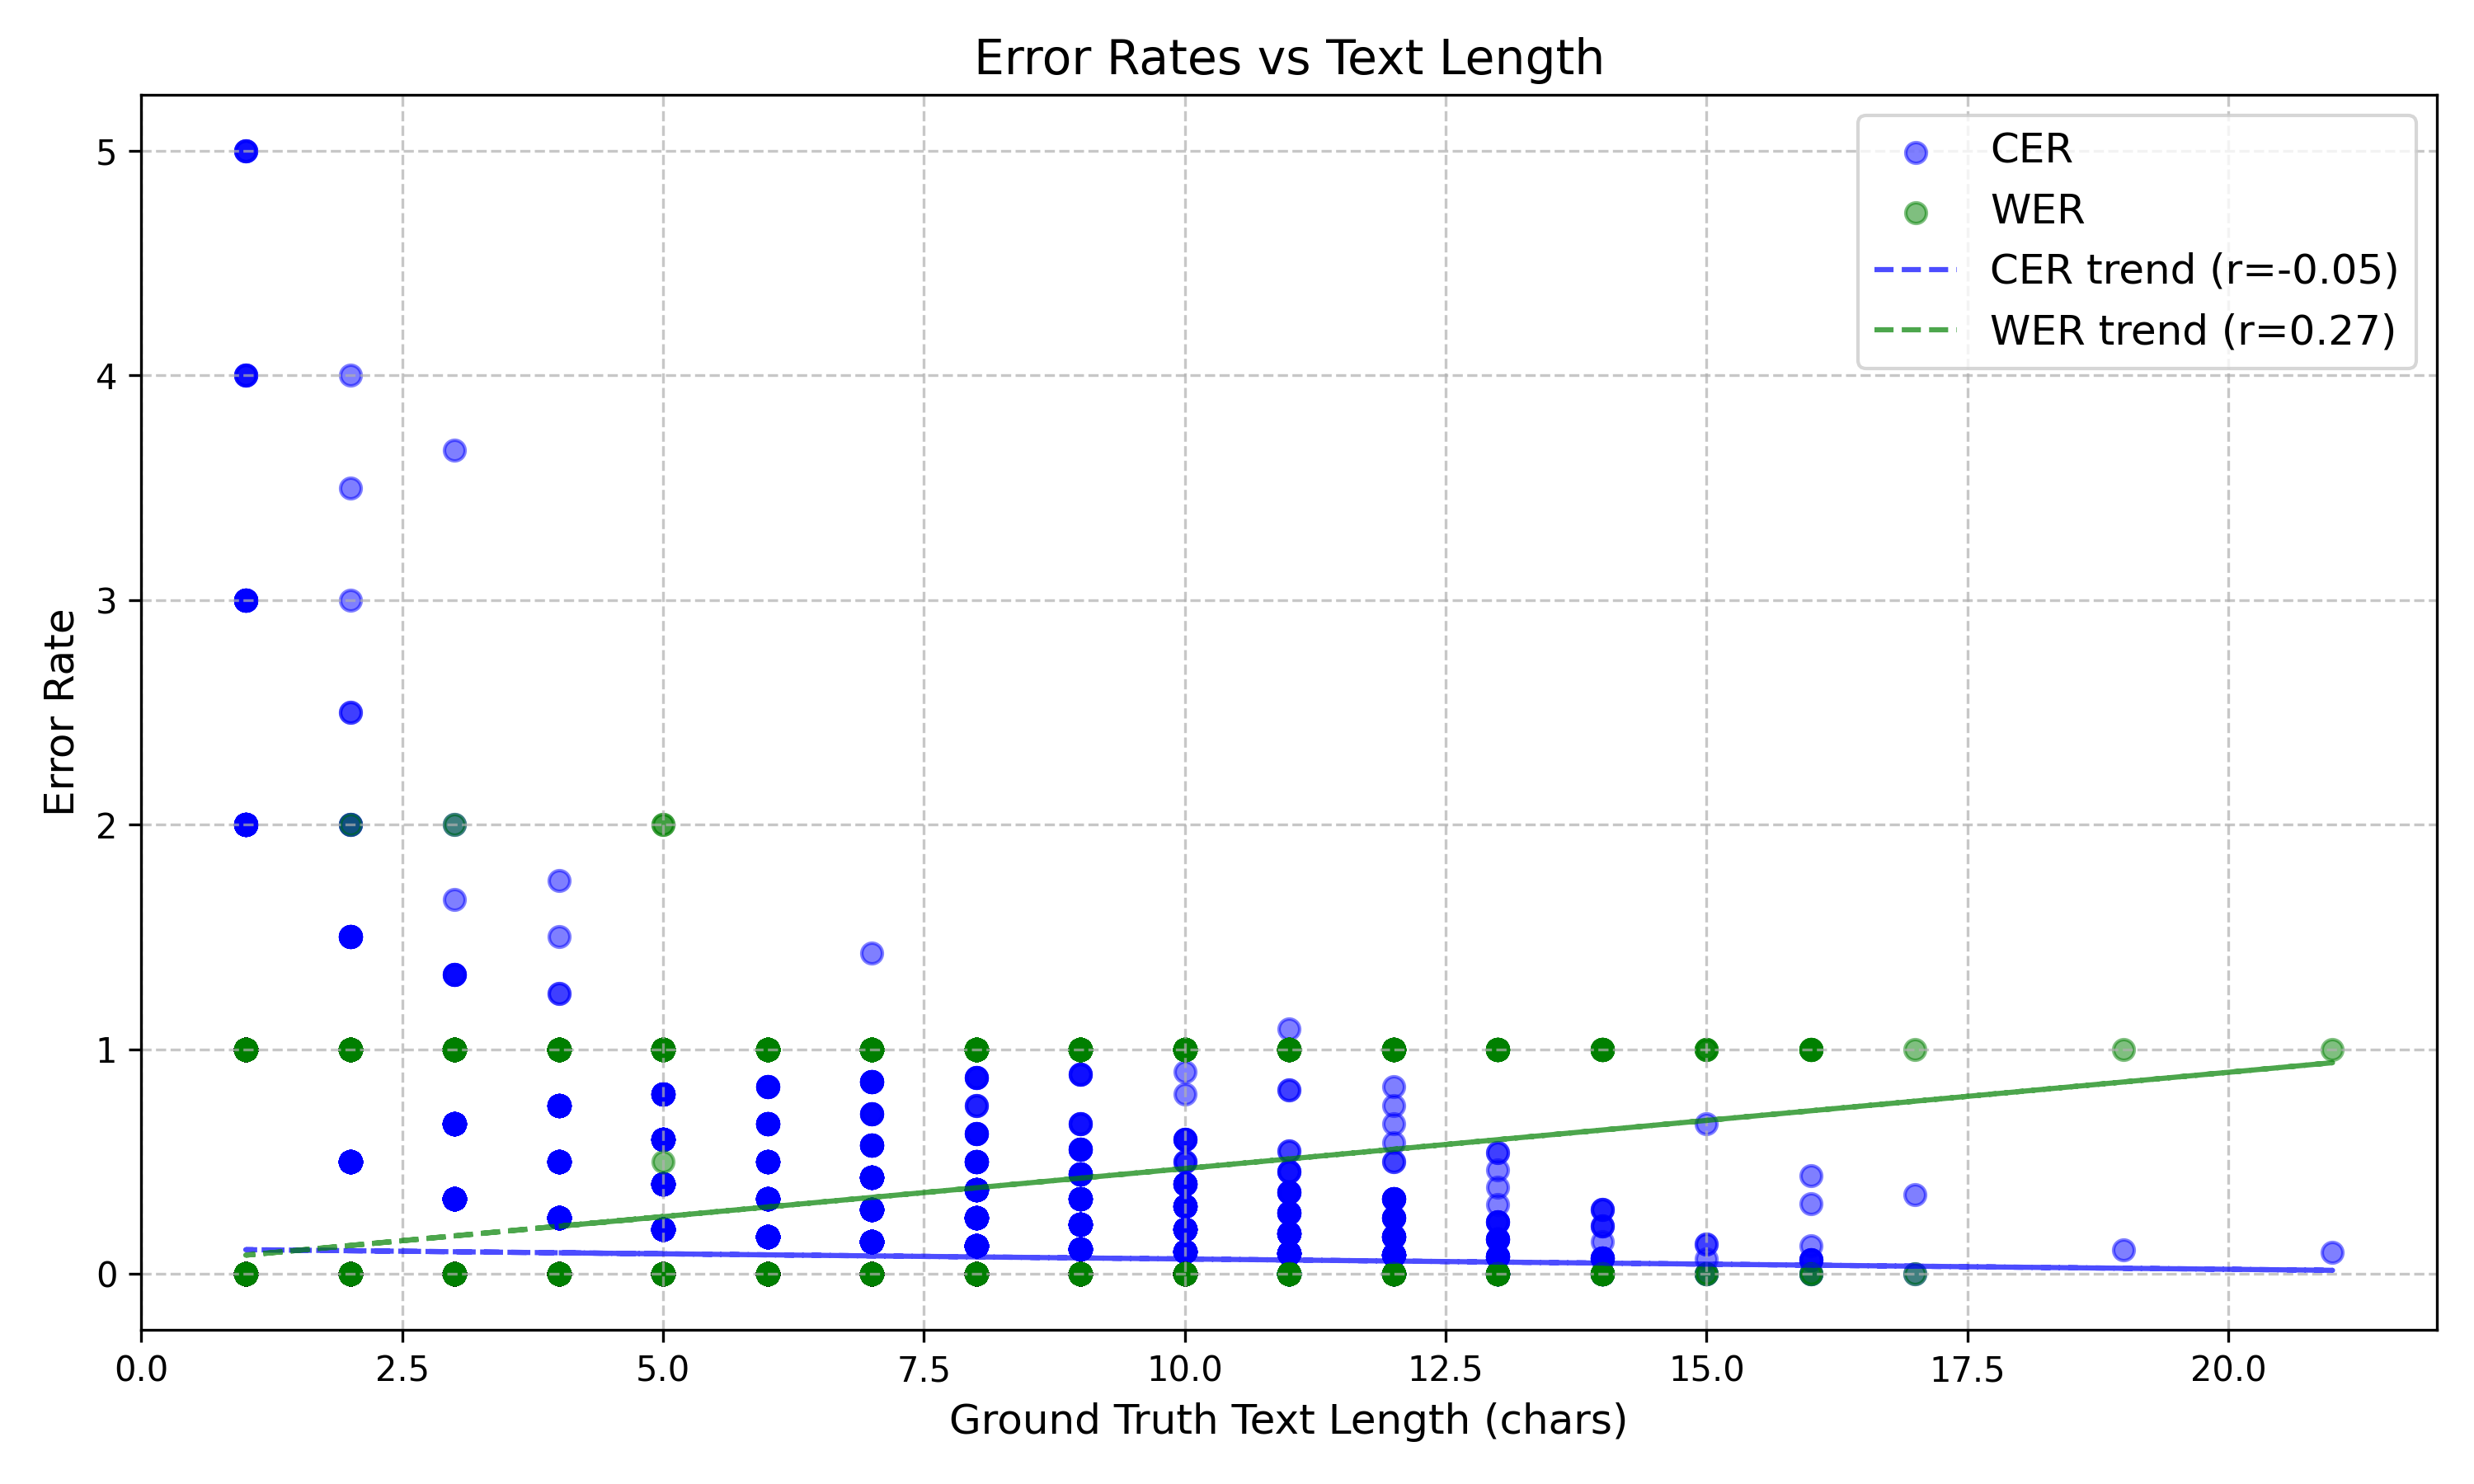 Error Rates vs Text Length
5
4
3
2
1
0
Error Rate
CER
WER
CER trend (r=-0.05)
WER trend (r=0.27)
0.0 2.5 5.0 7.5 10.0 12.5 15.0 17.5 20.0
Ground Truth Text Length (chars)